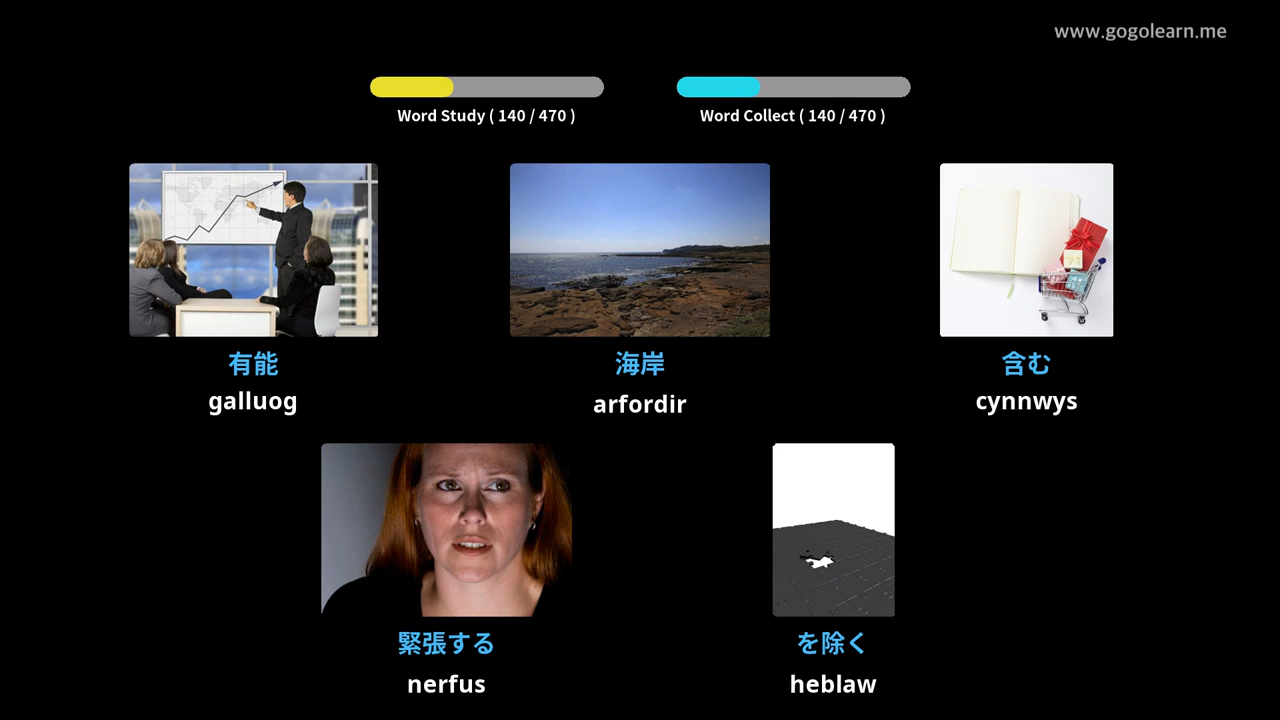 www.gogolearn.me
Word Study ( 140 / 470 )
Word Collect ( 140 / 470 )
有能
galluog
海岸
arfordir
含む
cynnwys
緊張する
nerfus
を除く
heblaw